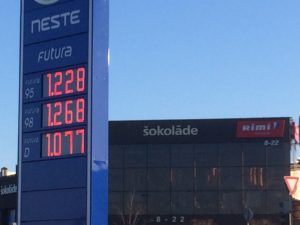 NESTE
Futura
Futura 95 1.228
Futura 98 1.268
Futura D 1.077
šokolāde
RIMI
8-22
šokolāde
8-22